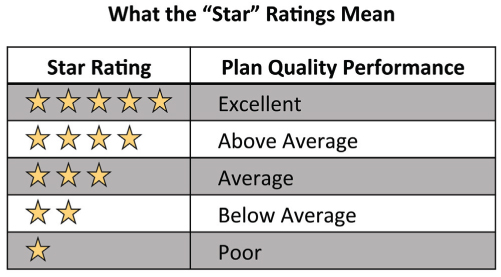 What the “Star” Ratings Mean
Star Rating Plan Quality Performance
Excellent
Above Average
Average
Below Average
Poor